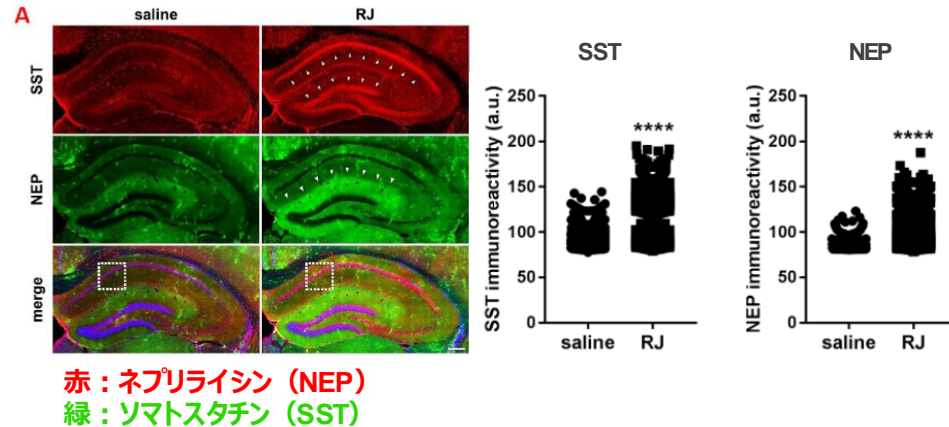 A
saline
RJ
SST
NEP
merge
赤：ネプリライシン（NEP）
緑：ソマトスタチン（SST）
SST
SST immunoreactivity (a.u.)
250
200
150
100
50
0
****
saline
RJ
NEP
NEP immunoreactivity (a.u.)
250
200
150
100
50
0
****
saline
RJ